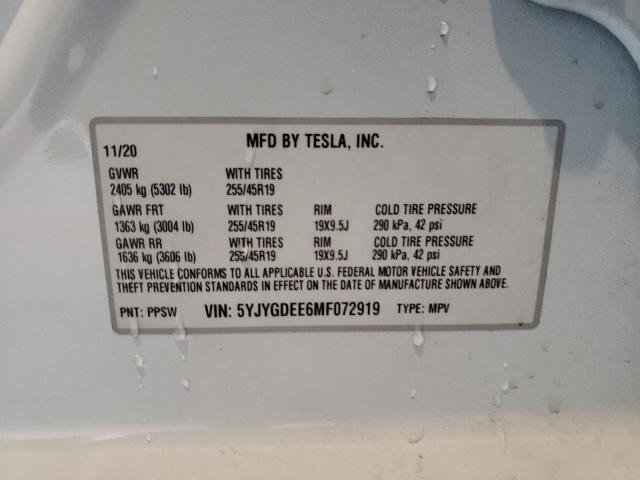 MFD BY TESLA, INC.
11/20
GVWR WITH TIRES
2405 kg (5302 lb) 255/45R19
GAWR FRT WITH TIRES RIM COLD TIRE PRESSURE
1363 kg (3004 lb) 255/45R19 19X9.5J 290 kPa, 42 psi
GAWR RR WITH TIRES RIM COLD TIRE PRESSURE
1636 kg (3606 lb) 255/45R19 19X9.5J 290 kPa, 42 psi
THIS VEHICLE CONFORMS TO ALL APPLICABLE U.S. FEDERAL MOTOR VEHICLE SAFETY AND
THEFT PREVENTION STANDARDS IN EFFECT ON THE DATE OF MANUFACTURE SHOWN ABOVE.
PNT: PPSW VIN: 5YJYGDEE6MF072919 TYPE: MPV